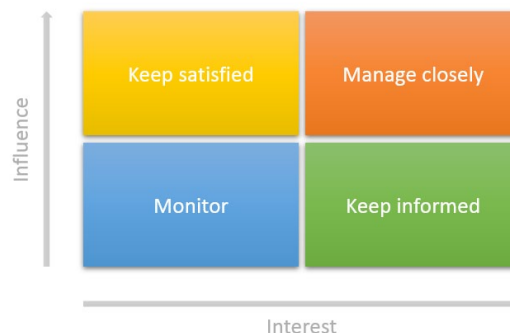 Influence
Keep satisfied
Manage closely
Monitor
Keep informed
Interest